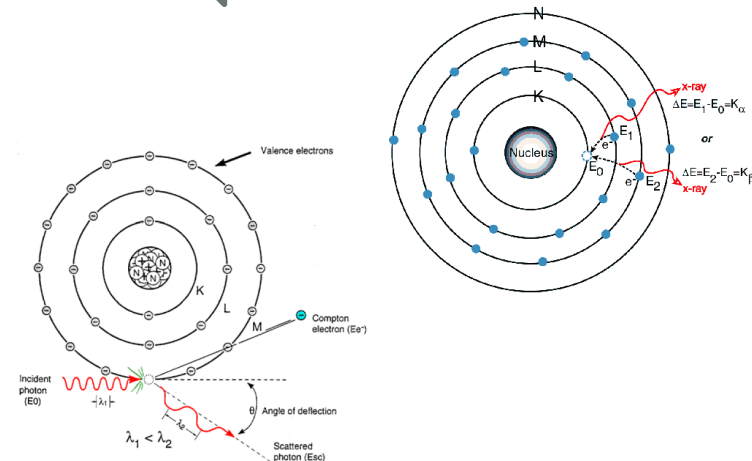 N
M
L
K
x-ray
ΔE=E₁-E₀=Kα
or
E₁
e⁻
Nucleus
E₀
ΔE=E₂-E₀=Kβ
e⁻
E₂
x-ray
Valence electrons
N
N
N
N
K
L
M
Compton
electron (Ee⁻)
Incident
photon
(E0)
λ₁
θ
Angle of deflection
λ₂
λ₁ < λ₂
Scattered
photon (Esc)